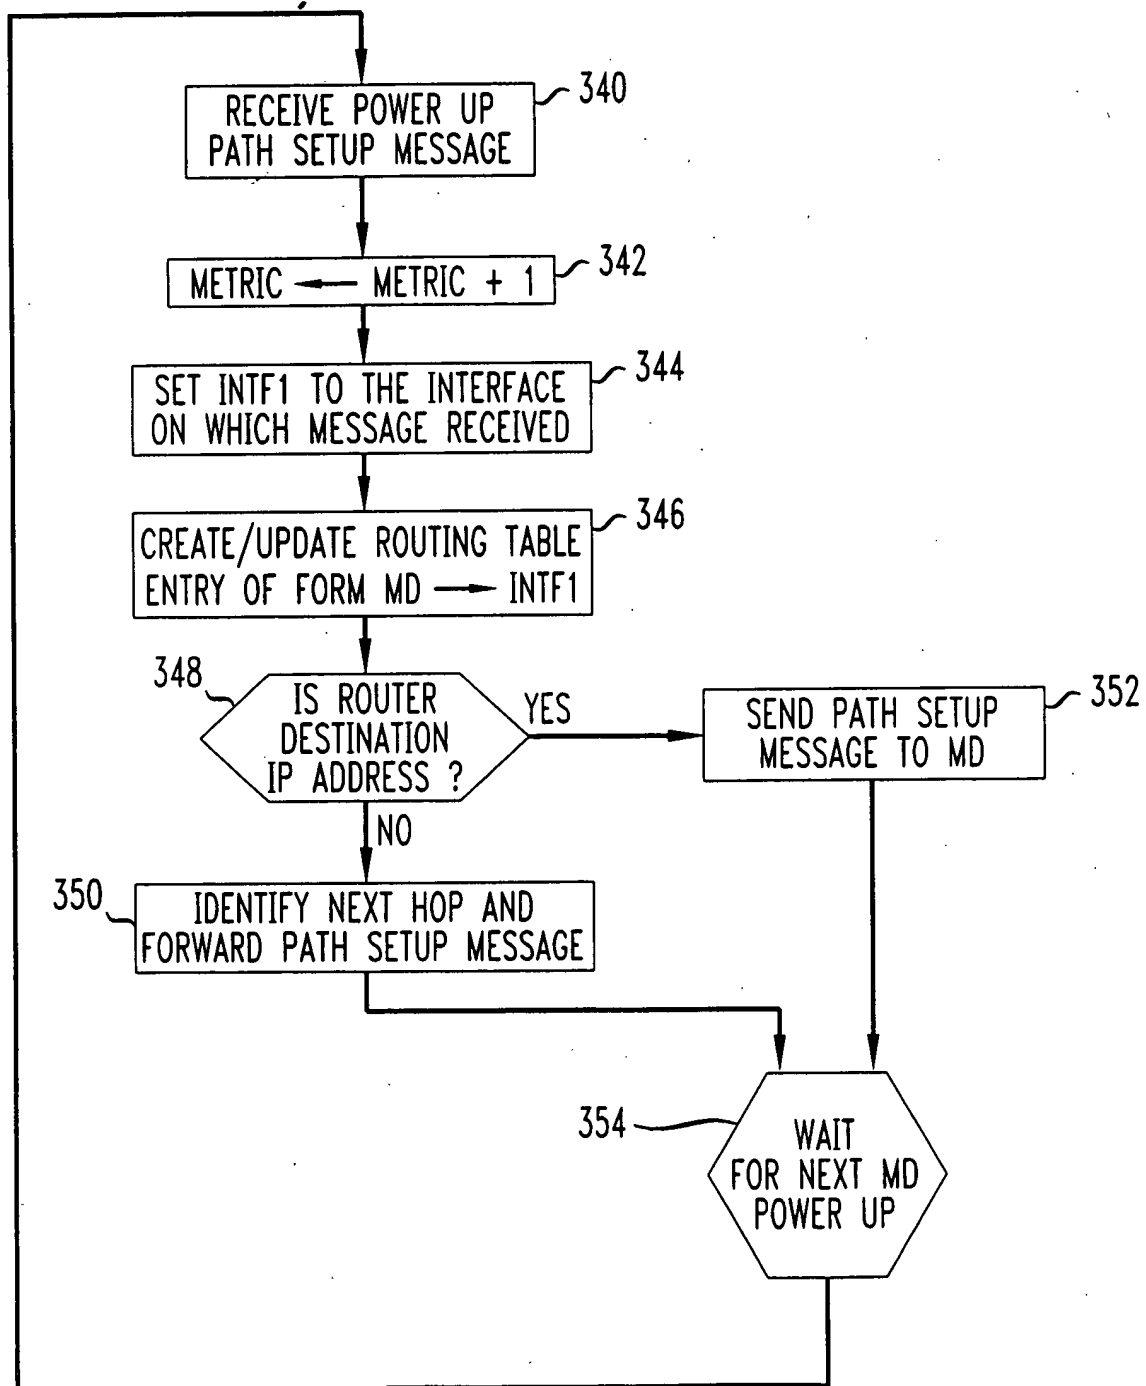 340
RECEIVE POWER UP
PATH SETUP MESSAGE
342
METRIC ← METRIC + 1
344
SET INTF1 TO THE INTERFACE
ON WHICH MESSAGE RECEIVED
346
CREATE/UPDATE ROUTING TABLE
ENTRY OF FORM MD → INTF1
348
IS ROUTER
DESTINATION
IP ADDRESS ?
YES
352
SEND PATH SETUP
MESSAGE TO MD
NO
350
IDENTIFY NEXT HOP AND
FORWARD PATH SETUP MESSAGE
354
WAIT
FOR NEXT MD
POWER UP